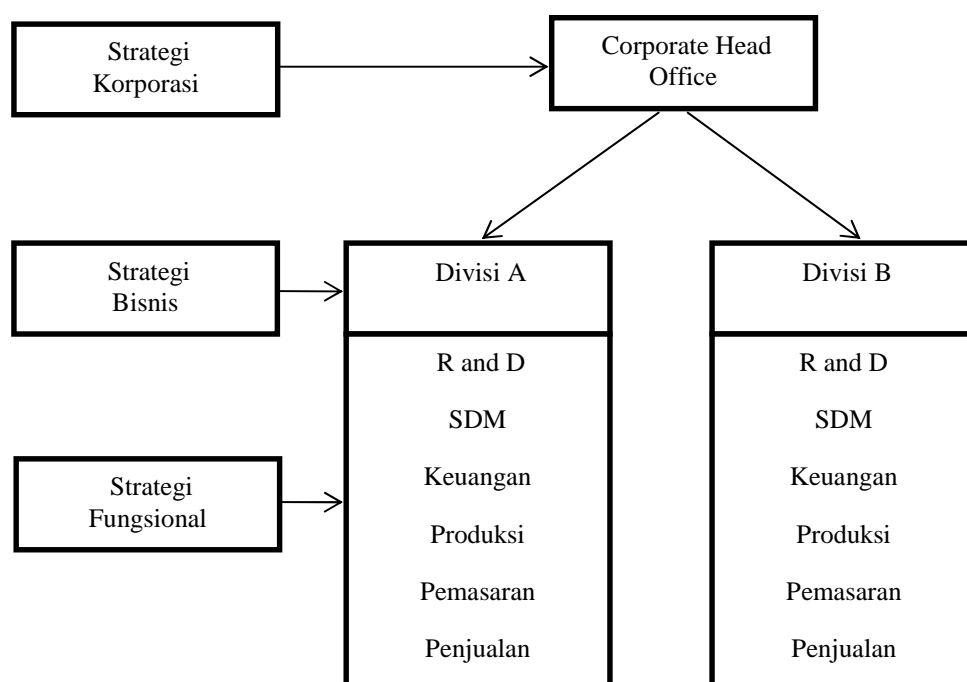 Strategi
Korporasi
Corporate Head
Office
Strategi
Bisnis
Divisi A
Divisi B
Strategi
Fungsional
R and D
SDM
Keuangan
Produksi
Pemasaran
Penjualan
R and D
SDM
Keuangan
Produksi
Pemasaran
Penjualan